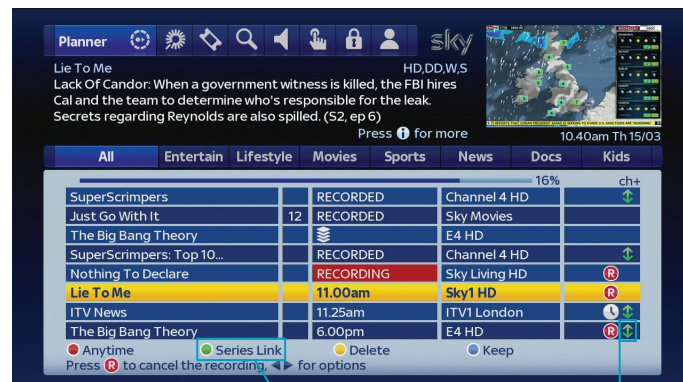 Planner sky
Lie To Me HD,DD,W,S
Lack Of Candor: When a government witness is killed, the FBI hires
Cal and the team to determine who's responsible for the leak.
Secrets regarding Reynolds are also spilled. (S2, ep 6)
Press i for more
10.40am Th 15/03
All Entertain Lifestyle Movies Sports News Docs Kids
16% ch+
SuperScrimpers RECORDED Channel 4 HD
Just Go With It 12 RECORDED Sky Movies
The Big Bang Theory E4 HD
SuperScrimpers: Top 10... RECORDED Channel 4 HD
Nothing To Declare RECORDING Sky Living HD R
Lie To Me 11.00am Sky1 HD R
ITV News 11.25am ITV1 London
The Big Bang Theory 6.00pm E4 HD R
Anytime Series Link Delete Keep
Press R to cancel the recording, for options